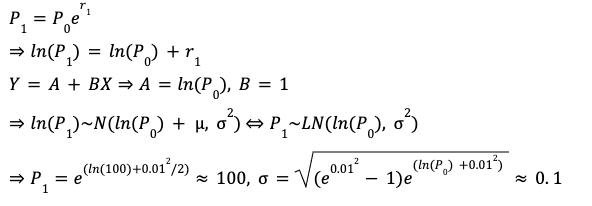 P₁ = P₀e^{r₁}
⇒ ln(P₁) = ln(P₀) + r₁
Y = A + BX ⇒ A = ln(P₀), B = 1
⇒ ln(P₁)~N(ln(P₀) + μ, σ²) ⇔ P₁~LN(ln(P₀), σ²)
⇒ P₁ = e^{(ln(100)+0.01²/2)} ≈ 100, σ = √((e^{0.01²} − 1)e^{(ln(P₀) +0.01²)}) ≈ 0.1